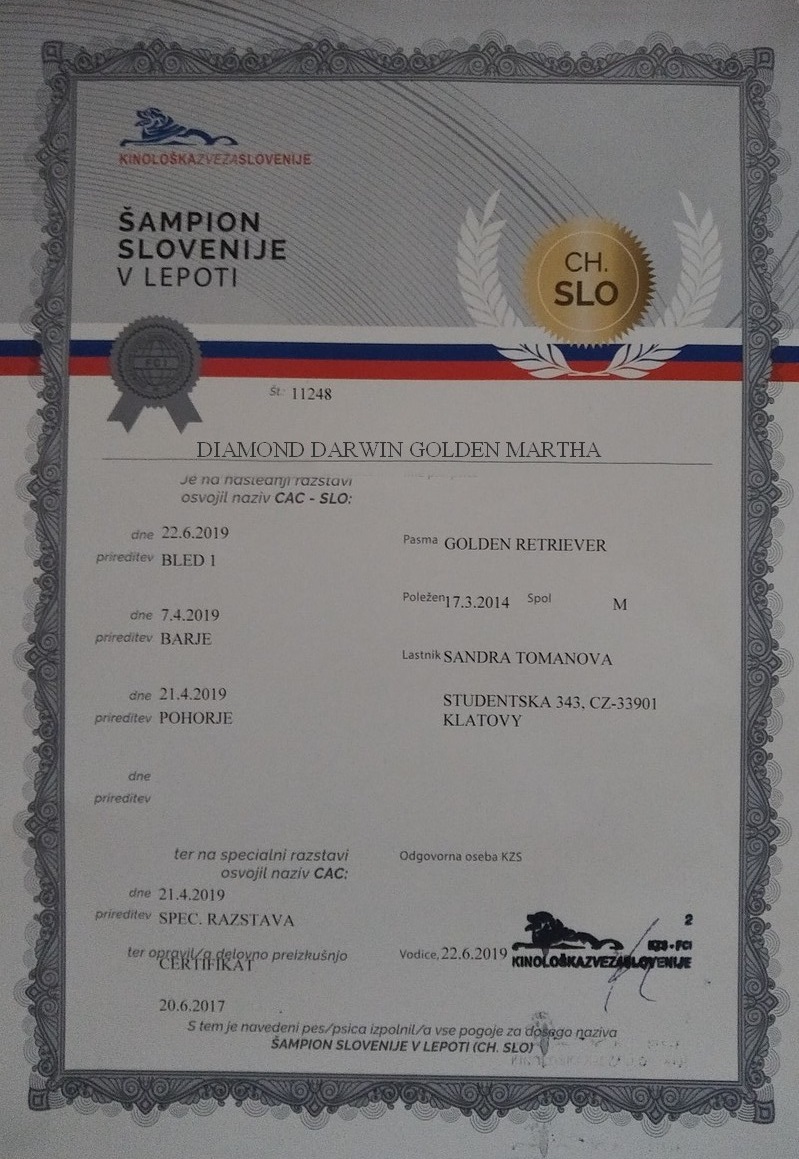 KINOLOŠKAZVEZASLOVENIJE
ŠAMPION
SLOVENIJE
V LEPOTI
CH.
SLO
FCI
Št.: 11248
DIAMOND DARWIN GOLDEN MARTHA
Je na naslednji razstavi
osvojil naziv CAC - SLO:
dne 22.6.2019
prireditev BLED 1
dne 7.4.2019
prireditev BARJE
dne 21.4.2019
prireditev POHORJE
dne
prireditev
Pasma GOLDEN RETRIEVER
Poležen 17.3.2014 Spol M
Lastnik SANDRA TOMANOVA
STUDENTSKA 343, CZ-33901
KLATOVY
ter na specialni razstavi
osvojil naziv CAC:
dne 21.4.2019
prireditev SPEC. RAZSTAVA
ter opravil/a delovno preizkušnjo
CERTIFIKAT
20.6.2017
Odgovorna oseba KZS
Vodice, 22.6.2019
2
KZS - FCI
KINOLOŠKAZVEZASLOVENIJE
S tem je navedeni pes/psica izpolnil/a vse pogoje za dosego naziva
ŠAMPION SLOVENIJE V LEPOTI (CH. SLO)